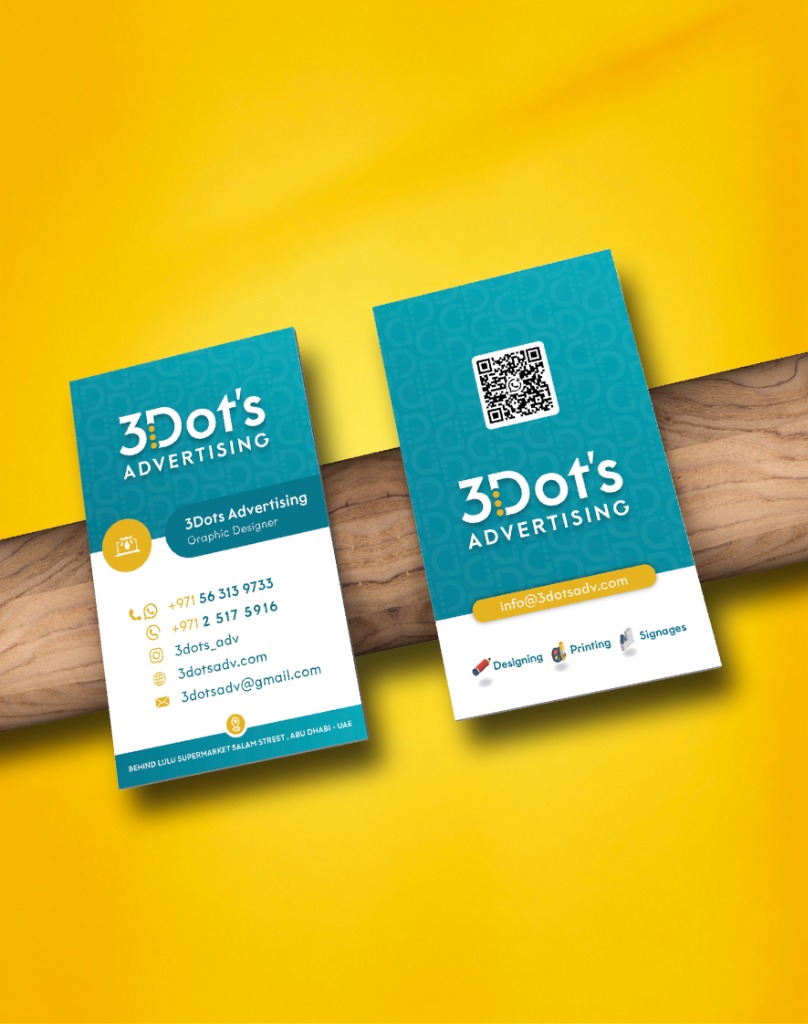 3Dot's
ADVERTISING
3Dots Advertising
Graphic Designer
+971 56 313 9733
+971 2 517 5916
3dots_adv
3dotsadv.com
3dotsadv@gmail.com
BEHIND LULU SUPERMARKET SALAM STREET , ABU DHABI - UAE
3Dot's
ADVERTISING
info@3dotsadv.com
Designing
Printing
Signages